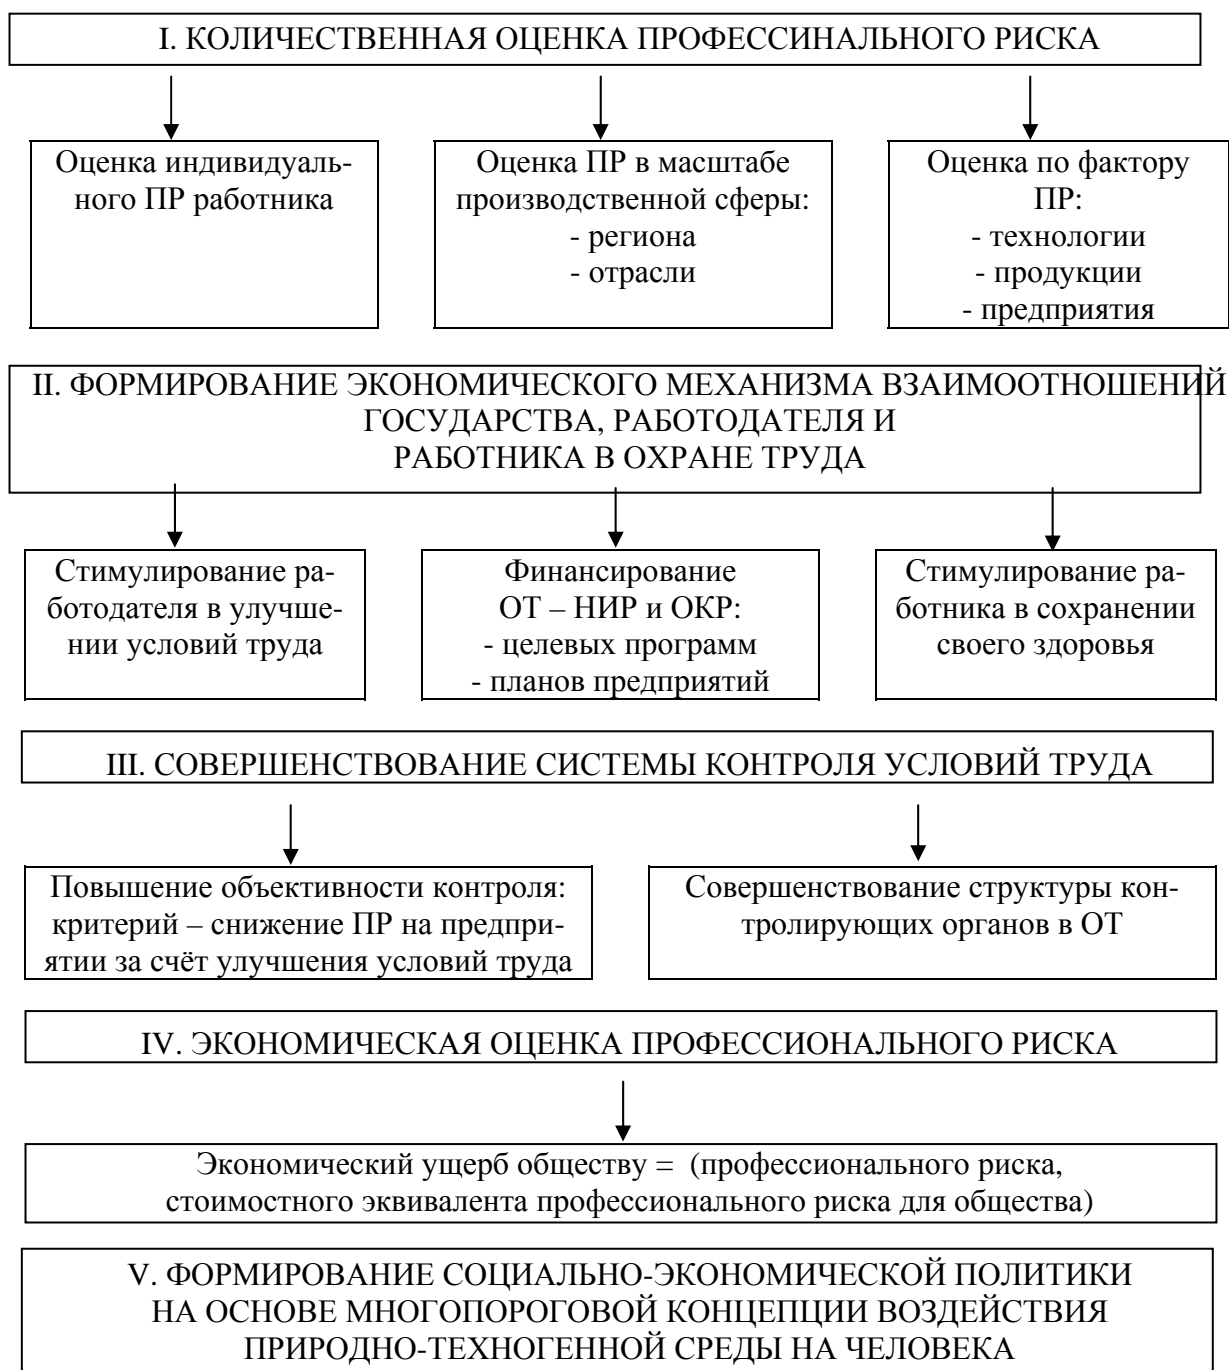 I. КОЛИЧЕСТВЕННАЯ ОЦЕНКА ПРОФЕССИНАЛЬНОГО РИСКА
Оценка индивидуаль-
ного ПР работника
Оценка ПР в масштабе
производственной сферы:
- региона
- отрасли
Оценка по фактору
ПР:
- технологии
- продукции
- предприятия
II. ФОРМИРОВАНИЕ ЭКОНОМИЧЕСКОГО МЕХАНИЗМА ВЗАИМООТНОШЕНИЙ
ГОСУДАРСТВА, РАБОТОДАТЕЛЯ И
РАБОТНИКА В ОХРАНЕ ТРУДА
Стимулирование ра-
ботодателя в улучше-
нии условий труда
Финансирование
ОТ – НИР и ОКР:
- целевых программ
- планов предприятий
Стимулирование ра-
ботника в сохранении
своего здоровья
III. СОВЕРШЕНСТВОВАНИЕ СИСТЕМЫ КОНТРОЛЯ УСЛОВИЙ ТРУДА
Повышение объективности контроля:
критерий – снижение ПР на предпри-
ятии за счёт улучшения условий труда
Совершенствование структуры кон-
тролирующих органов в ОТ
IV. ЭКОНОМИЧЕСКАЯ ОЦЕНКА ПРОФЕССИОНАЛЬНОГО РИСКА
Экономический ущерб обществу = (профессионального риска,
стоимостного эквивалента профессионального риска для общества)
V. ФОРМИРОВАНИЕ СОЦИАЛЬНО-ЭКОНОМИЧЕСКОЙ ПОЛИТИКИ
НА ОСНОВЕ МНОГОПОРОГОВОЙ КОНЦЕПЦИИ ВОЗДЕЙСТВИЯ
ПРИРОДНО-ТЕХНОГЕННОЙ СРЕДЫ НА ЧЕЛОВЕКА